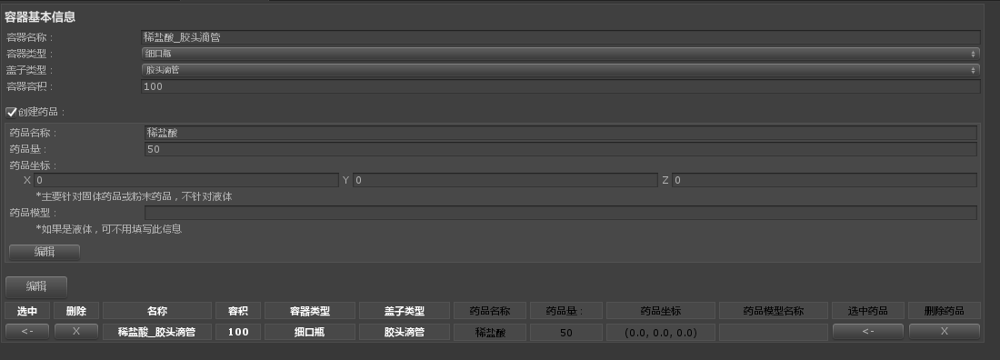 容器基本信息
容器名称： 稀盐酸_胶头滴管
容器类型： 细口瓶
盖子类型： 胶头滴管
容器容积： 100
创建药品：
药品名称： 稀盐酸
药品量： 50
药品坐标：
X 0 Y 0 Z 0
*主要针对固体药品或粉末药品，不针对液体
药品模型：
*如果是液体，可不用填写此信息
编辑
编辑
选中 删除 名称 容积 容器类型 盖子类型 药品名称 药品量： 药品坐标 药品模型名称 选中药品 删除药品
<- X 稀盐酸_胶头滴管 100 细口瓶 胶头滴管 稀盐酸 50 (0.0, 0.0, 0.0) <- X